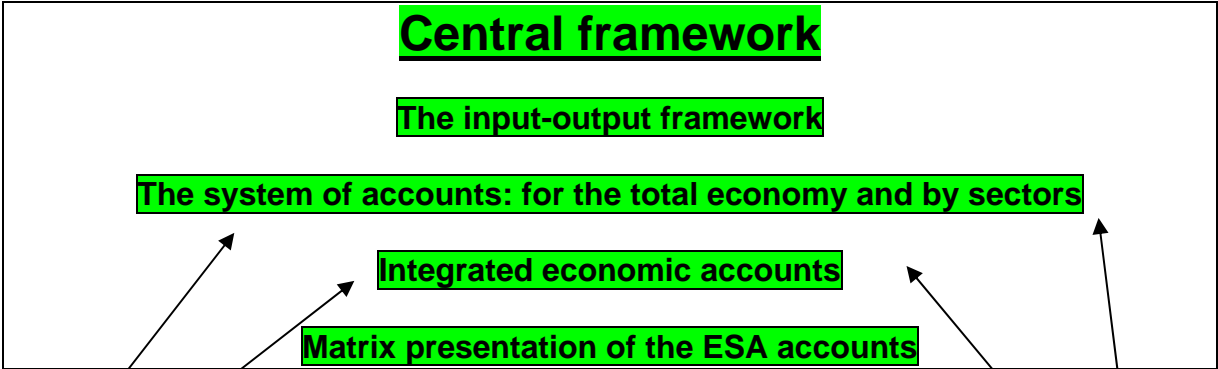 Central framework
The input-output framework
The system of accounts: for the total economy and by sectors
Integrated economic accounts
Matrix presentation of the ESA accounts